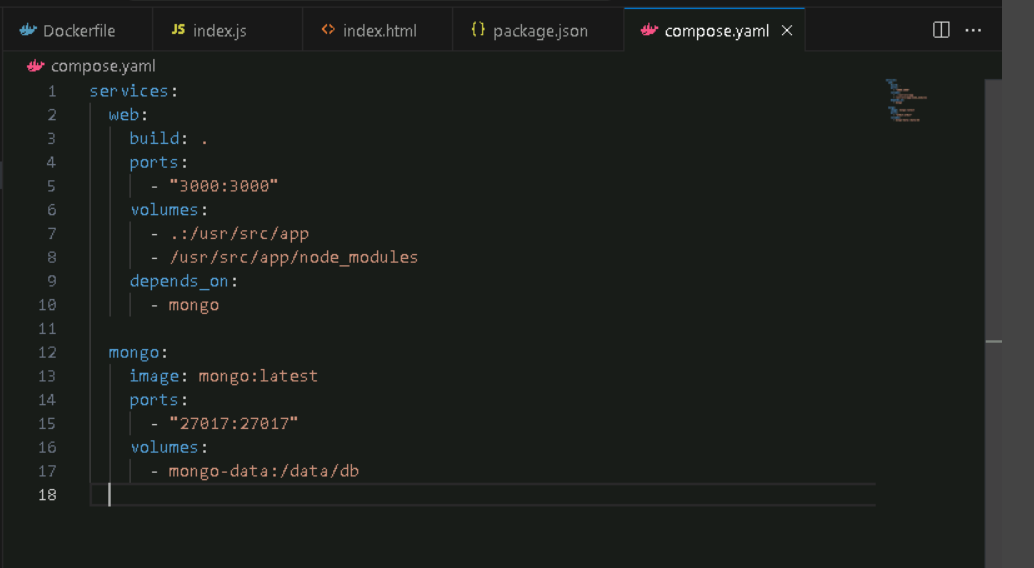 Dockerfile JS index.js <> index.html {} package.json compose.yaml ×
compose.yaml
1 services:
2   web:
3     build: .
4     ports:
5       - "3000:3000"
6     volumes:
7       - .:/usr/src/app
8       - /usr/src/app/node_modules
9     depends_on:
10       - mongo
11
12   mongo:
13     image: mongo:latest
14     ports:
15       - "27017:27017"
16     volumes:
17       - mongo-data:/data/db
18